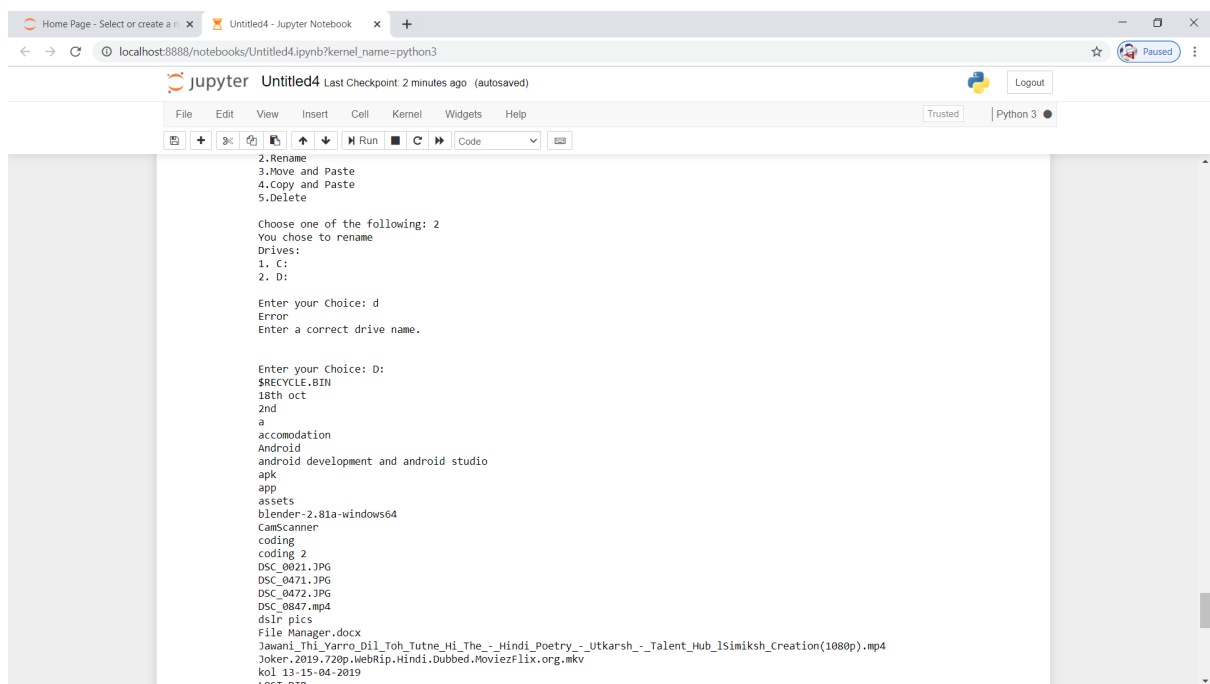 Home Page - Select or create a n
Untitled4 - Jupyter Notebook
localhost:8888/notebooks/Untitled4.ipynb?kernel_name=python3
Paused
jupyter Untitled4 Last Checkpoint: 2 minutes ago (autosaved)
Logout
File Edit View Insert Cell Kernel Widgets Help
Trusted
Python 3
Run
Code
2.Rename
3.Move and Paste
4.Copy and Paste
5.Delete
Choose one of the following: 2
You chose to rename
Drives:
1. C:
2. D:
Enter your Choice: d
Error
Enter a correct drive name.
Enter your Choice: D:
$RECYCLE.BIN
18th oct
2nd
a
accomodation
Android
android development and android studio
apk
app
assets
blender-2.81a-windows64
CamScanner
coding
coding 2
DSC_0021.JPG
DSC_0471.JPG
DSC_0472.JPG
DSC_0847.mp4
dslr pics
File Manager.docx
Jawani_Thi_Yarro_Dil_Toh_Tutne_Hi_The_-_Hindi_Poetry_-_Utkarsh_-_Talent_Hub_lSimiksh_Creation(1080p).mp4
Joker.2019.720p.WebRip.Hindi.Dubbed.MoviezFlix.org.mkv
kol 13-15-04-2019
LOST.DIR